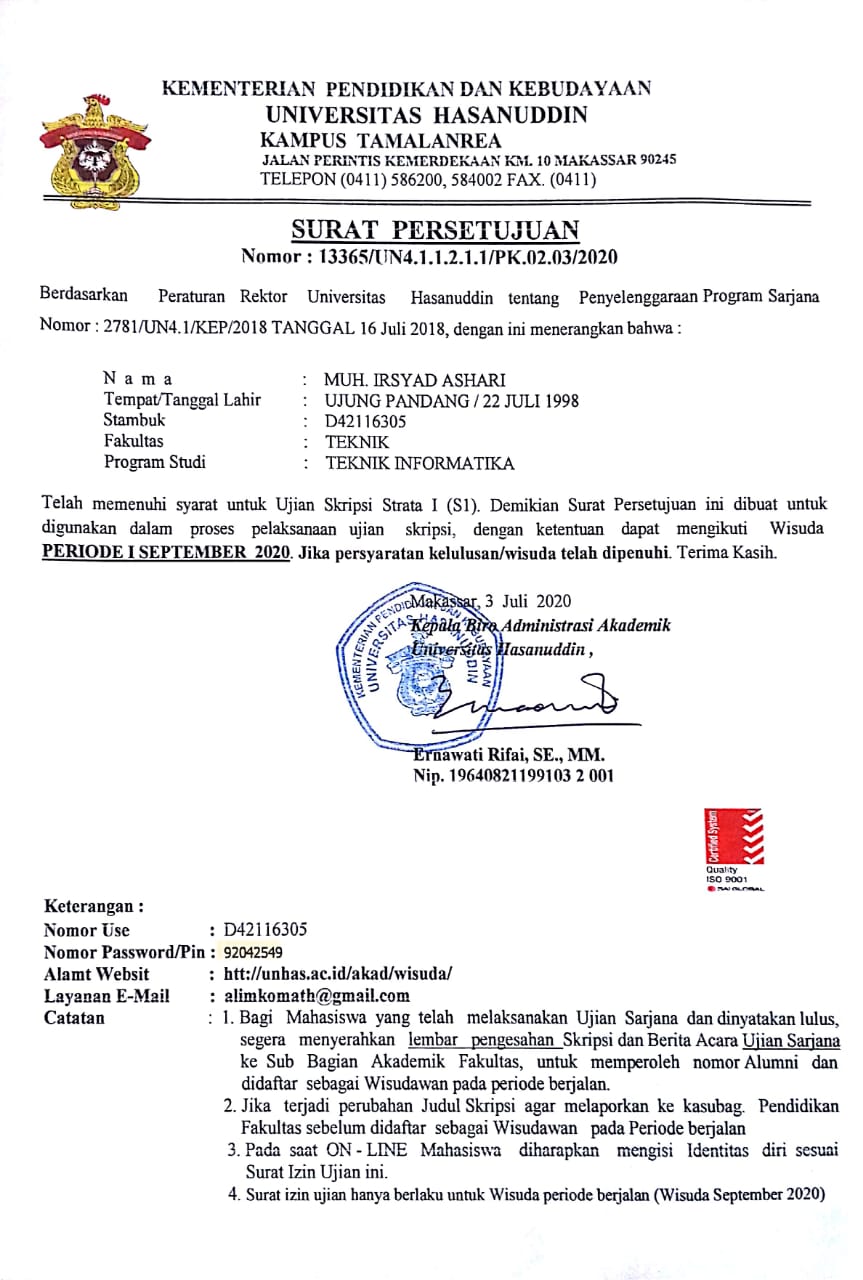 KEMENTERIAN PENDIDIKAN DAN KEBUDAYAAN
UNIVERSITAS HASANUDDIN
KAMPUS TAMALANREA
JALAN PERINTIS KEMERDEKAAN KM. 10 MAKASSAR 90245
TELEPON (0411) 586200, 584002 FAX. (0411)
SURAT PERSETUJUAN
Nomor : 13365/UN4.1.1.2.1.1/PK.02.03/2020
Berdasarkan Peraturan Rektor Universitas Hasanuddin tentang Penyelenggaraan Program Sarjana
Nomor : 2781/UN4.1/KEP/2018 TANGGAL 16 Juli 2018, dengan ini menerangkan bahwa :
N a m a : MUH. IRSYAD ASHARI
Tempat/Tanggal Lahir : UJUNG PANDANG / 22 JULI 1998
Stambuk : D42116305
Fakultas : TEKNIK
Program Studi : TEKNIK INFORMATIKA
Telah memenuhi syarat untuk Ujian Skripsi Strata I (S1). Demikian Surat Persetujuan ini dibuat untuk
digunakan dalam proses pelaksanaan ujian skripsi, dengan ketentuan dapat mengikuti Wisuda
PERIODE I SEPTEMBER 2020. Jika persyaratan kelulusan/wisuda telah dipenuhi. Terima Kasih.
Makassar, 3 Juli 2020
Kepala Biro Administrasi Akademik
Universitas Hasanuddin ,
KEMENTERIAN PENDIDIKAN DAN KEBUDAYAAN
UNIVERSITAS HASANUDDIN
Ernawati Rifai, SE., MM.
Nip. 19640821199103 2 001
Certified System
Quality
ISO 9001
SAI GLOBAL
Keterangan :
Nomor Use : D42116305
Nomor Password/Pin : 92042549
Alamt Websit : htt://unhas.ac.id/akad/wisuda/
Layanan E-Mail : alimkomath@gmail.com
Catatan : 1. Bagi Mahasiswa yang telah melaksanakan Ujian Sarjana dan dinyatakan lulus,
segera menyerahkan lembar pengesahan Skripsi dan Berita Acara Ujian Sarjana
ke Sub Bagian Akademik Fakultas, untuk memperoleh nomor Alumni dan
didaftar sebagai Wisudawan pada periode berjalan.
2. Jika terjadi perubahan Judul Skripsi agar melaporkan ke kasubag. Pendidikan
Fakultas sebelum didaftar sebagai Wisudawan pada Periode berjalan
3. Pada saat ON - LINE Mahasiswa diharapkan mengisi Identitas diri sesuai
Surat Izin Ujian ini.
4. Surat izin ujian hanya berlaku untuk Wisuda periode berjalan (Wisuda September 2020)